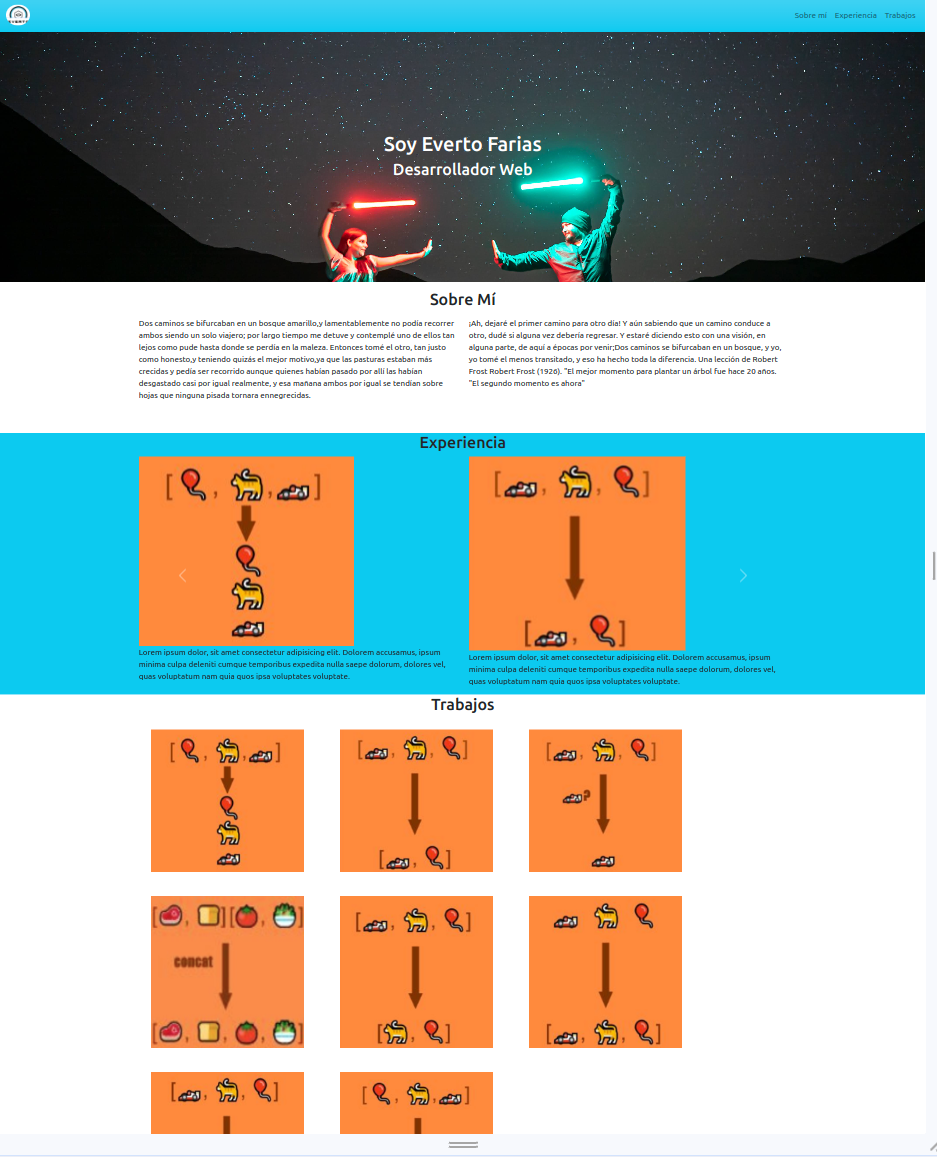 Sobre mi Experiencia Trabajos
Soy Everto Farias
Desarrollador Web
Sobre Mí
Dos caminos se bifurcaban en un bosque amarillo,y lamentablemente no podia recorrer
ambos siendo un solo viajero; por largo tiempo me detuve y contemplé uno de ellos tan
lejos como pude hasta donde se perdia en la maleza. Entonces tomé el otro, tan justo
como honesto,y teniendo quizás el mejor motivo,ya que las pasturas estaban más
crecidas y pedía ser recorrido aunque quienes habían pasado por allí las habían
desgastado casi por igual realmente, y esa mañana ambos por igual se tendían sobre
hojas que ninguna pisada tornara ennegrecidas.
¡Ah, dejaré el primer camino para otro día! Y aún sabiendo que un camino conduce a
otro, dudé si alguna vez debería regresar. Y estaré diciendo esto con una visión, en
alguna parte, de aquí a épocas por venir;Dos caminos se bifurcaban en un bosque, y yo,
yo tomé el menos transitado, y eso ha hecho toda la diferencia. Una lección de Robert
Frost Robert Frost (1926). "El mejor momento para plantar un árbol fue hace 20 años.
"El segundo momento es ahora"
Experiencia
Lorem ipsum dolor, sit amet consectetur adipisicing elit. Dolorem accusamus, ipsum
minima culpa deleniti cumque temporibus expedita nulla saepe dolorum, dolores vel,
quas voluptatum nam quia quos ipsa voluptates voluptate.
Lorem ipsum dolor, sit amet consectetur adipisicing elit. Dolorem accusamus, ipsum
minima culpa deleniti cumque temporibus expedita nulla saepe dolorum, dolores vel,
quas voluptatum nam quia quos ipsa voluptates voluptate.
Trabajos
?
concat